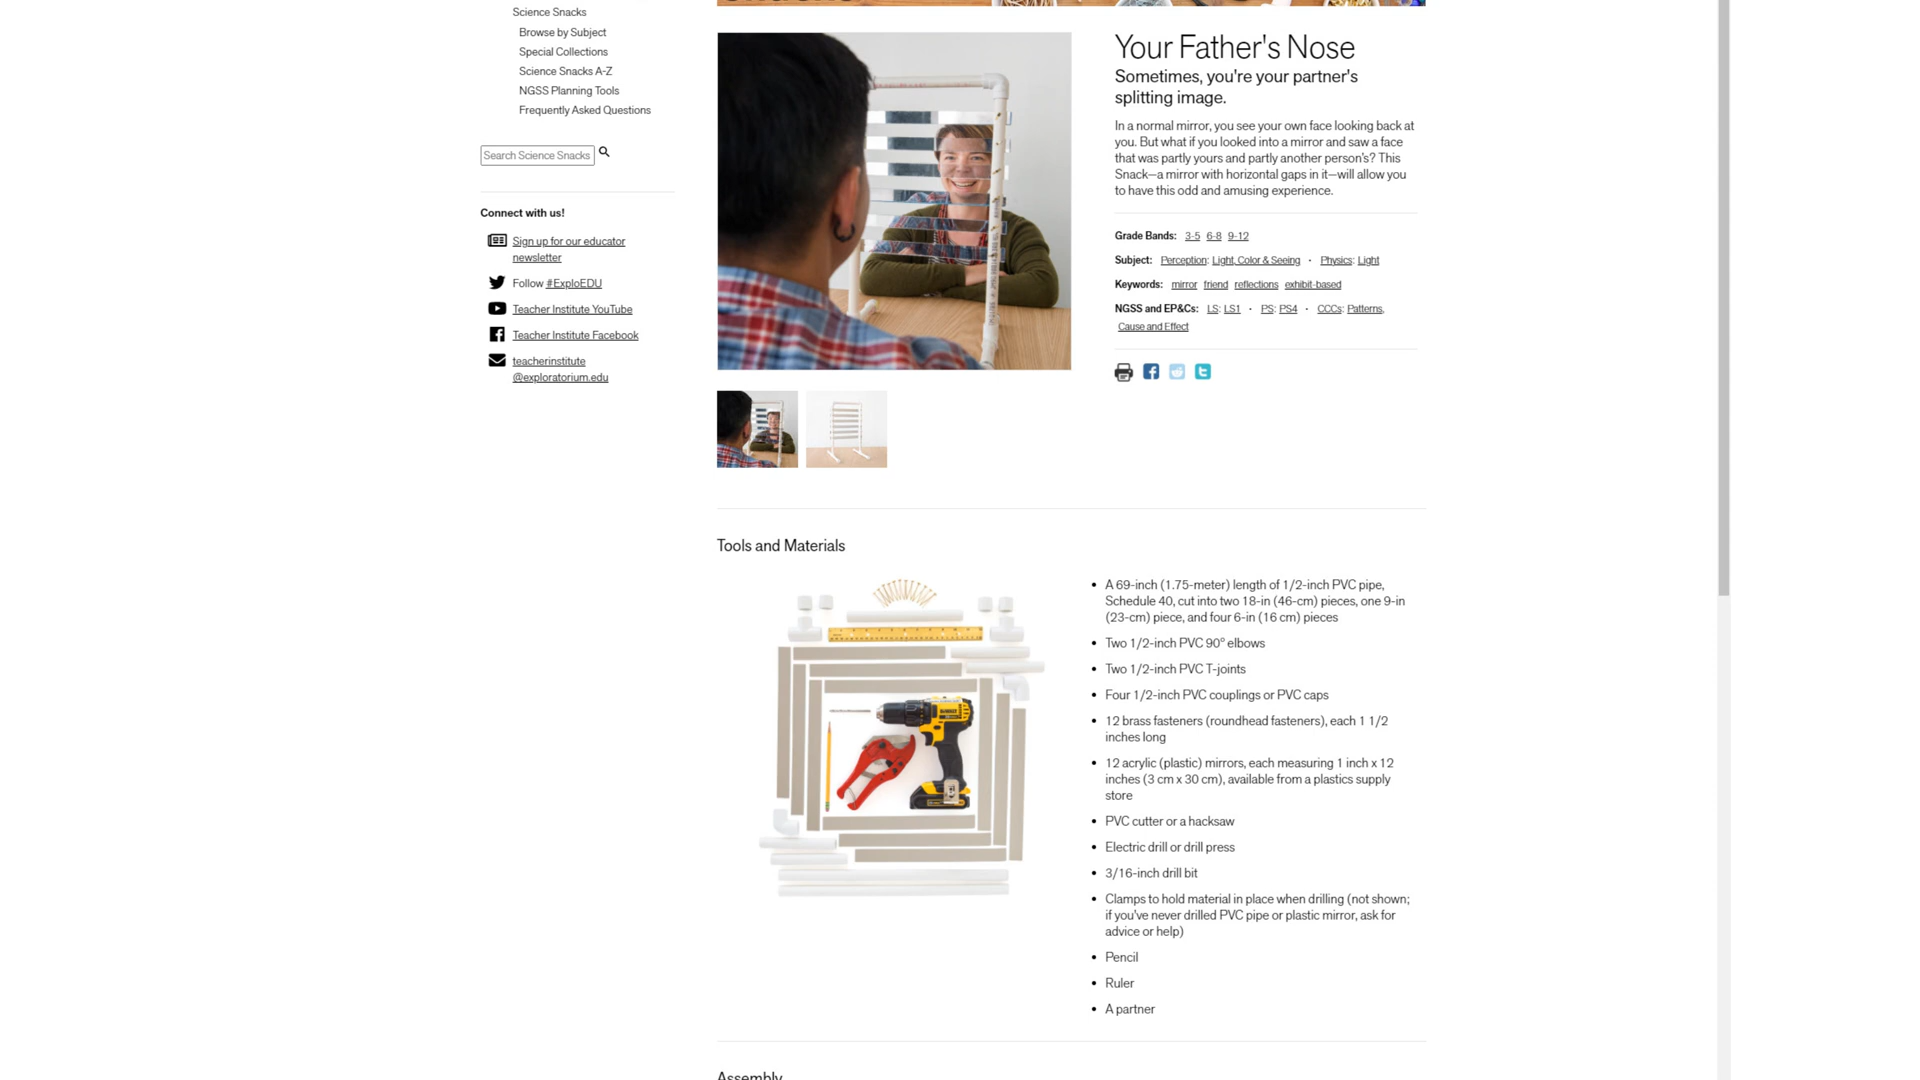 Science Snacks
Browse by Subject
Special Collections
Science Snacks A-Z
NGSS Planning Tools
Frequently Asked Questions
Search Science Snacks
Connect with us!
Sign up for our educator
newsletter
Follow #ExploEDU
Teacher Institute YouTube
Teacher Institute Facebook
teacherinstitute
@exploratorium.edu
Your Father's Nose
Sometimes, you're your partner's
splitting image.
In a normal mirror, you see your own face looking back at
you. But what if you looked into a mirror and saw a face
that was partly yours and partly another person's? This
Snack—a mirror with horizontal gaps in it—will allow you
to have this odd and amusing experience.
Grade Bands: 3-5 6-8 9-12
Subject: Perception: Light, Color & Seeing • Physics: Light
Keywords: mirror friend reflections exhibit-based
NGSS and EP&Cs: LS: LS1 • PS: PS4 • CCCs: Patterns,
Cause and Effect
Tools and Materials
• A 69-inch (1.75-meter) length of 1/2-inch PVC pipe,
Schedule 40, cut into two 18-in (46-cm) pieces, one 9-in
(23-cm) piece, and four 6-in (16 cm) pieces
• Two 1/2-inch PVC 90º elbows
• Two 1/2-inch PVC T-joints
• Four 1/2-inch PVC couplings or PVC caps
• 12 brass fasteners (roundhead fasteners), each 1 1/2
inches long
• 12 acrylic (plastic) mirrors, each measuring 1 inch x 12
inches (3 cm x 30 cm), available from a plastics supply
store
• PVC cutter or a hacksaw
• Electric drill or drill press
• 3/16-inch drill bit
• Clamps to hold material in place when drilling (not shown;
if you've never drilled PVC pipe or plastic mirror, ask for
advice or help)
• Pencil
• Ruler
• A partner
Assembly